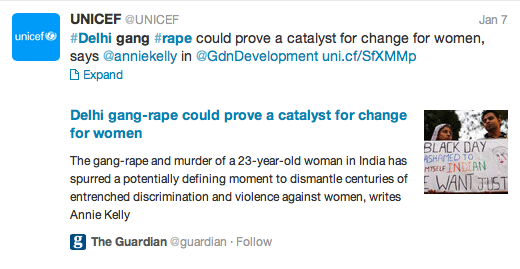 unicef
UNICEF @UNICEF Jan 7
#Delhi gang #rape could prove a catalyst for change for women,
says @anniekelly in @GdnDevelopment uni.cf/SfXMMp
Expand
Delhi gang-rape could prove a catalyst for change
for women
The gang-rape and murder of a 23-year-old woman in India has
spurred a potentially defining moment to dismantle centuries of
entrenched discrimination and violence against women, writes
Annie Kelly
BLACK DAY
ASHAMED TO
MYSELF INDIAN
WANT JUST
g The Guardian @guardian · Follow